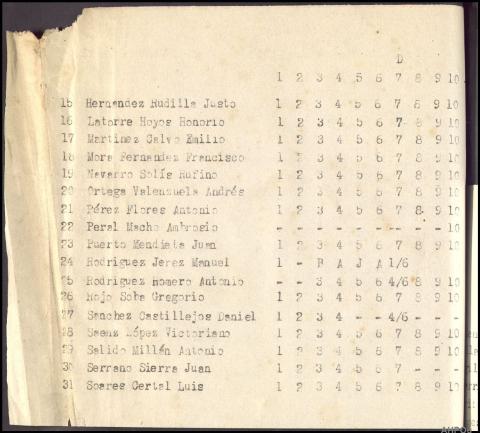 D
1 2 3 4 5 6 7 8 9 10
15 Hernandez Rudilla Justo 1 2 3 4 5 6 7 8 9 10
16 Latorre Hoyos Honorio 1 2 3 4 5 6 7 8 9 10
17 Martinez Calvo Emilio 1 2 3 4 5 6 7 8 9 10
18 Mora Fernandez Francisco 1 2 3 4 5 6 7 8 9 10
19 Navarro Solís Rufino 1 2 3 4 5 6 7 8 9 10
20 Ortega Valenzuela Andrés 1 2 3 4 5 6 7 8 9 10
21 Pérez Flores Antonio 1 2 3 4 5 6 7 8 9 10
22 Peral Macho Ambrosio - - - - - - - - - 10
23 Puerto Mendieta Juan 1 2 3 4 5 6 7 8 9 10
24 Rodriguez Jerez Manuel 1 - B A J A 1/6
25 Rodriguez Romero Antonio - - 3 4 5 6 4/6 8 9 10
26 Rojo Soba Gregorio 1 2 3 4 5 6 7 8 9 10
27 Sanchez Castillejos Daniel 1 2 3 4 - - 4/6 - - 10
28 Saenz López Victoriano 1 2 3 4 5 6 7 8 9 10
29 Salido Millén Antonio 1 2 3 4 5 6 7 8 9 10
30 Serrano Sierra Juan 1 2 3 4 5 6 7 - - 10
31 Soares Certal Luis 1 2 3 4 5 6 7 8 9 10